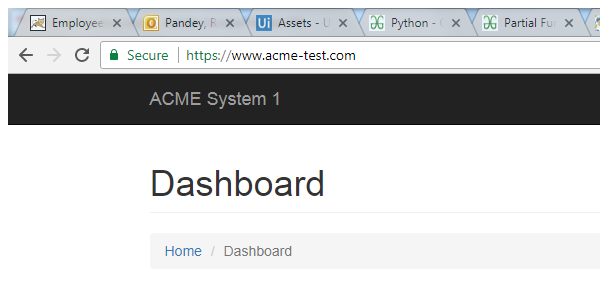 Employee Pandey, R Assets - U Python - Partial Fu
Secure https://www.acme-test.com
ACME System 1
Dashboard
Home / Dashboard